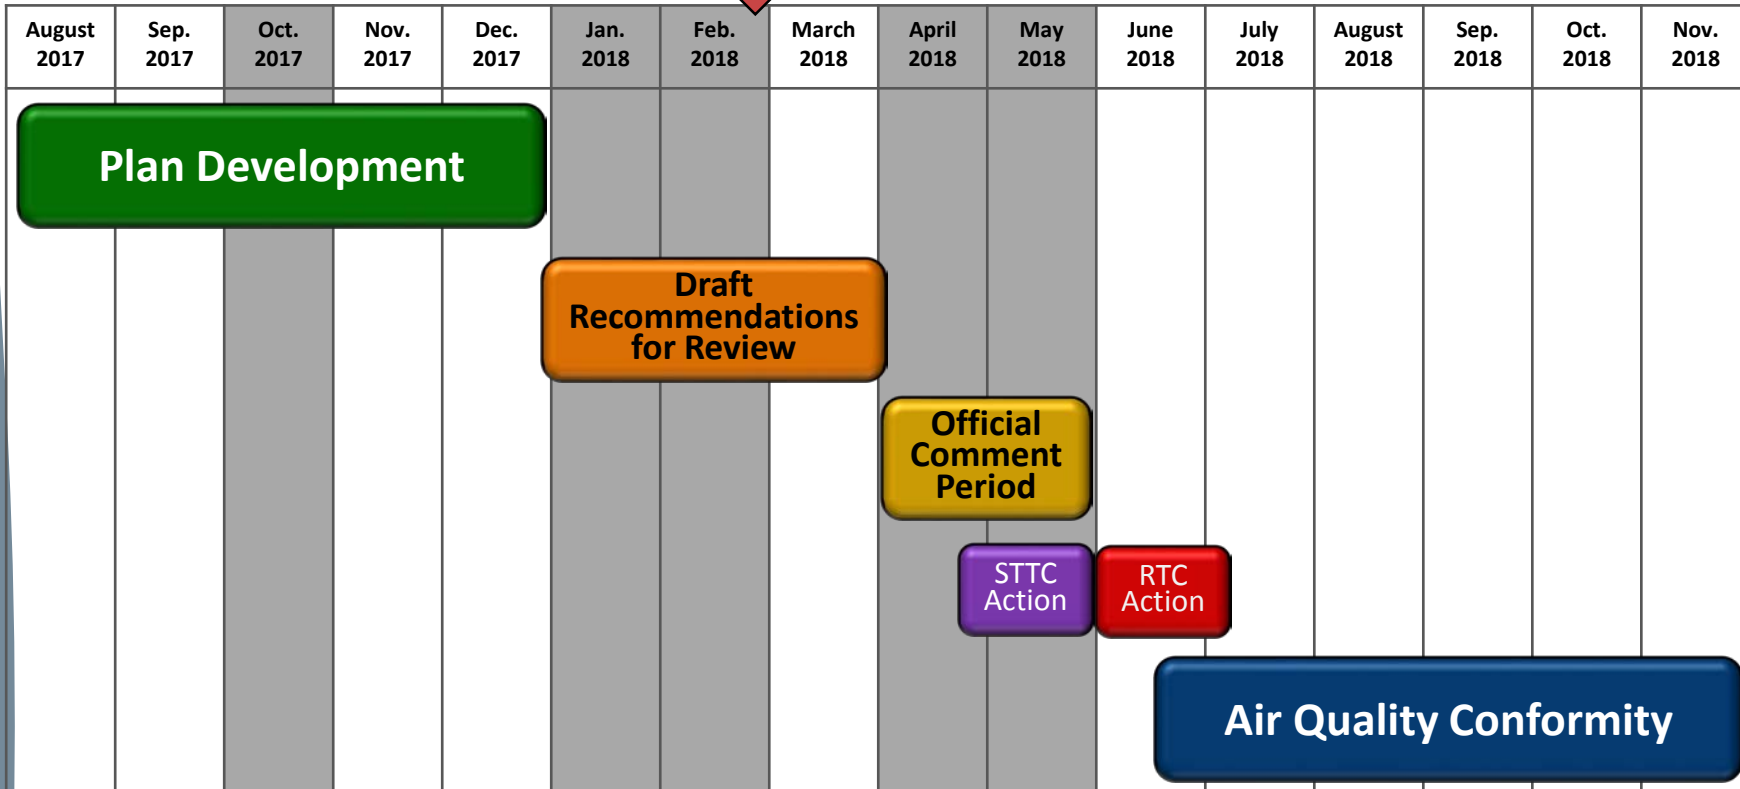 August Sep. Oct. Nov. Dec. Jan. Feb. March April May June July August Sep. Oct. Nov.
2017 2017 2017 2017 2017 2018 2018 2018 2018 2018 2018 2018 2018 2018 2018 2018
Plan Development
Draft
Recommendations
for Review
Official
Comment
Period
STTC
Action
RTC
Action
Air Quality Conformity